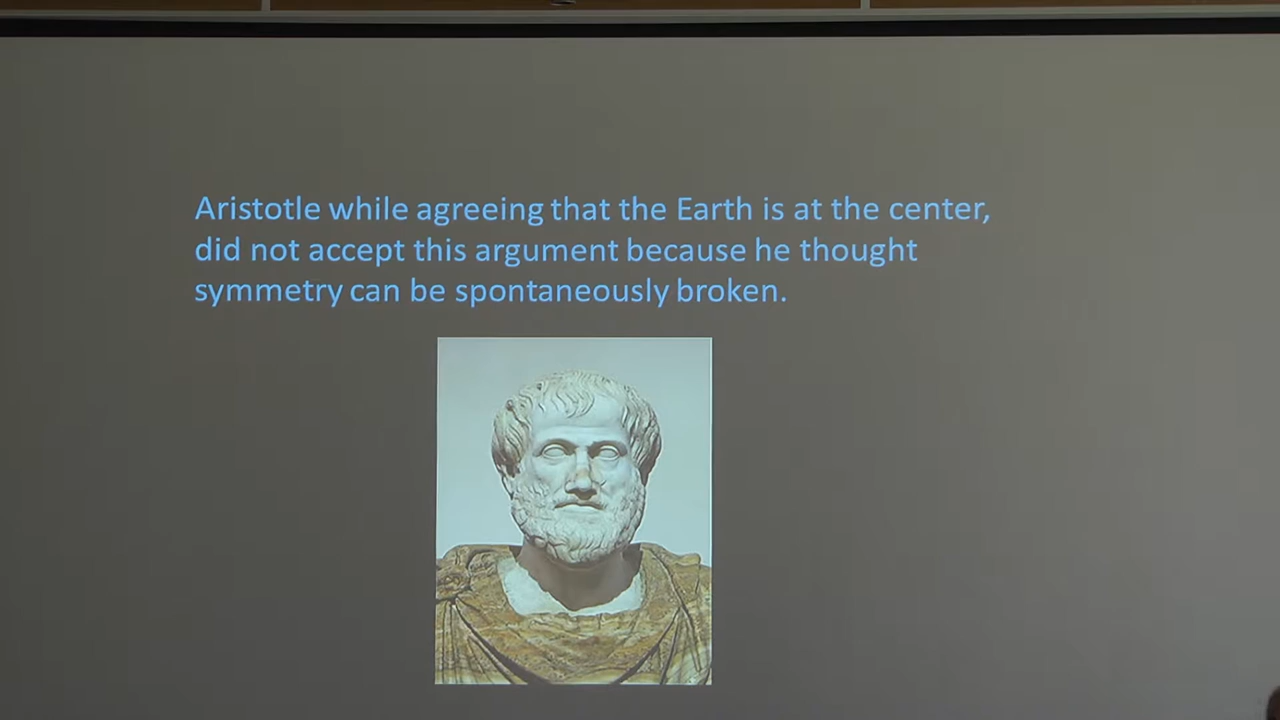 Aristotle while agreeing that the Earth is at the center,
did not accept this argument because he thought
symmetry can be spontaneously broken.